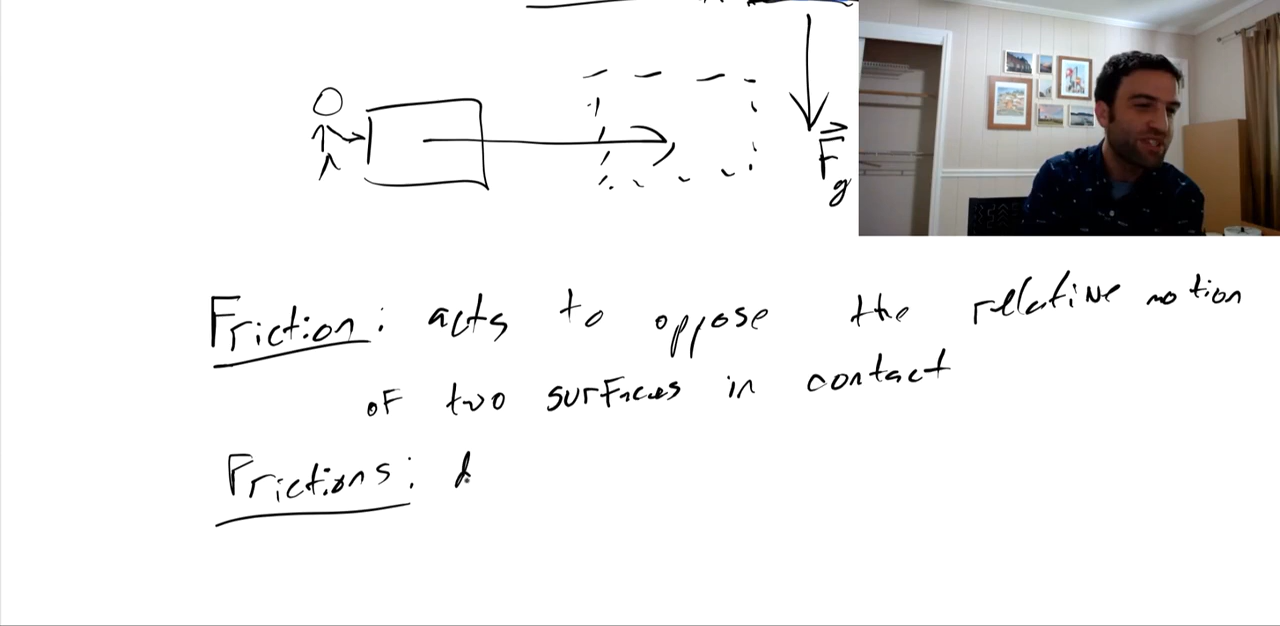 F g
Friction: acts to oppose the relative motion
of two surfaces in contact
Frictions: